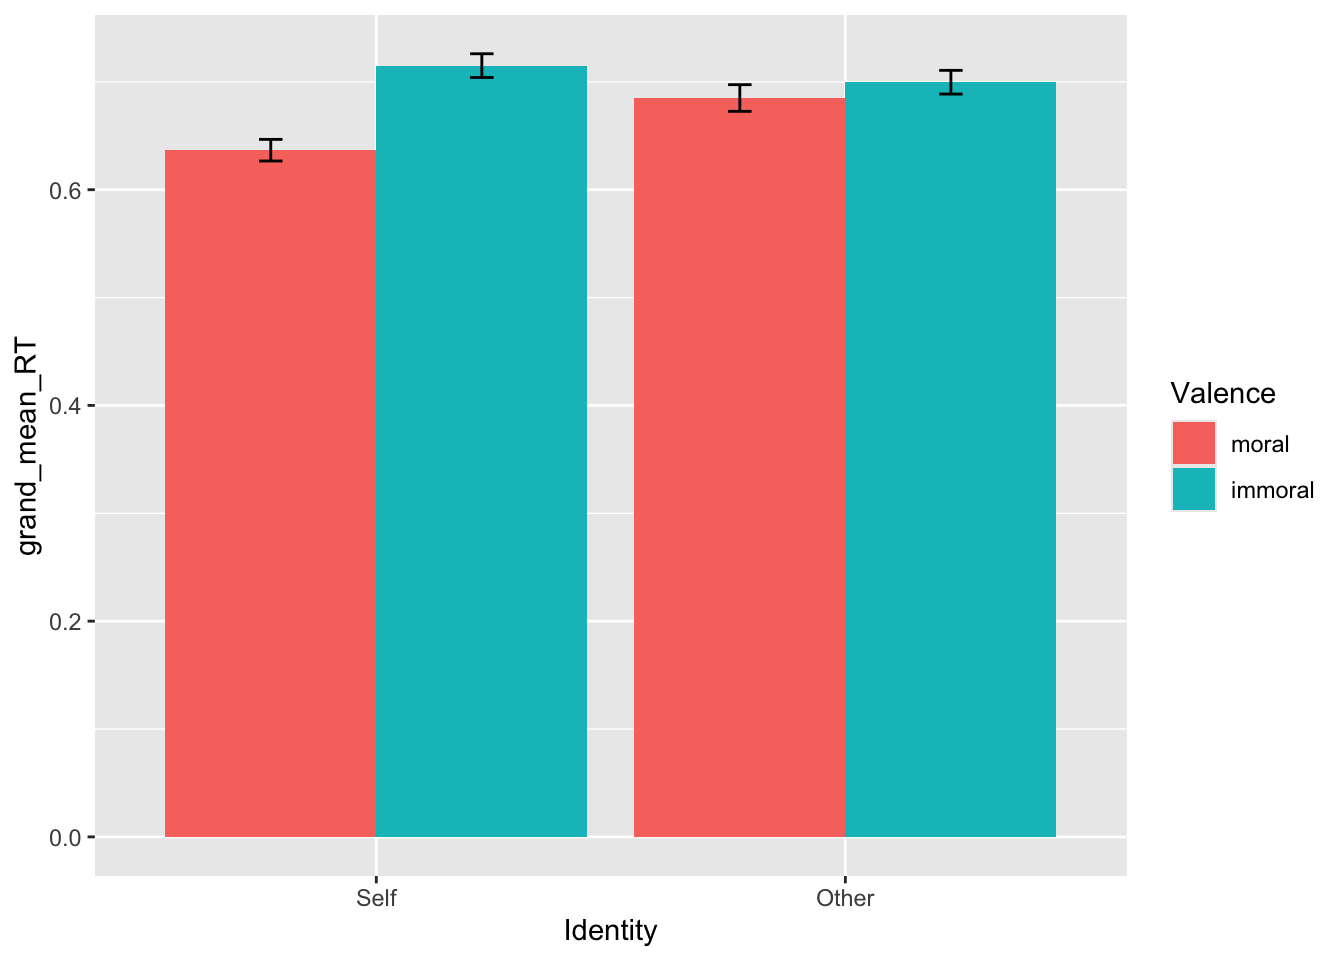 grand_mean_RT
0.6
0.4
0.2
0.0
Self
Other
Identity
Valence
moral
immoral